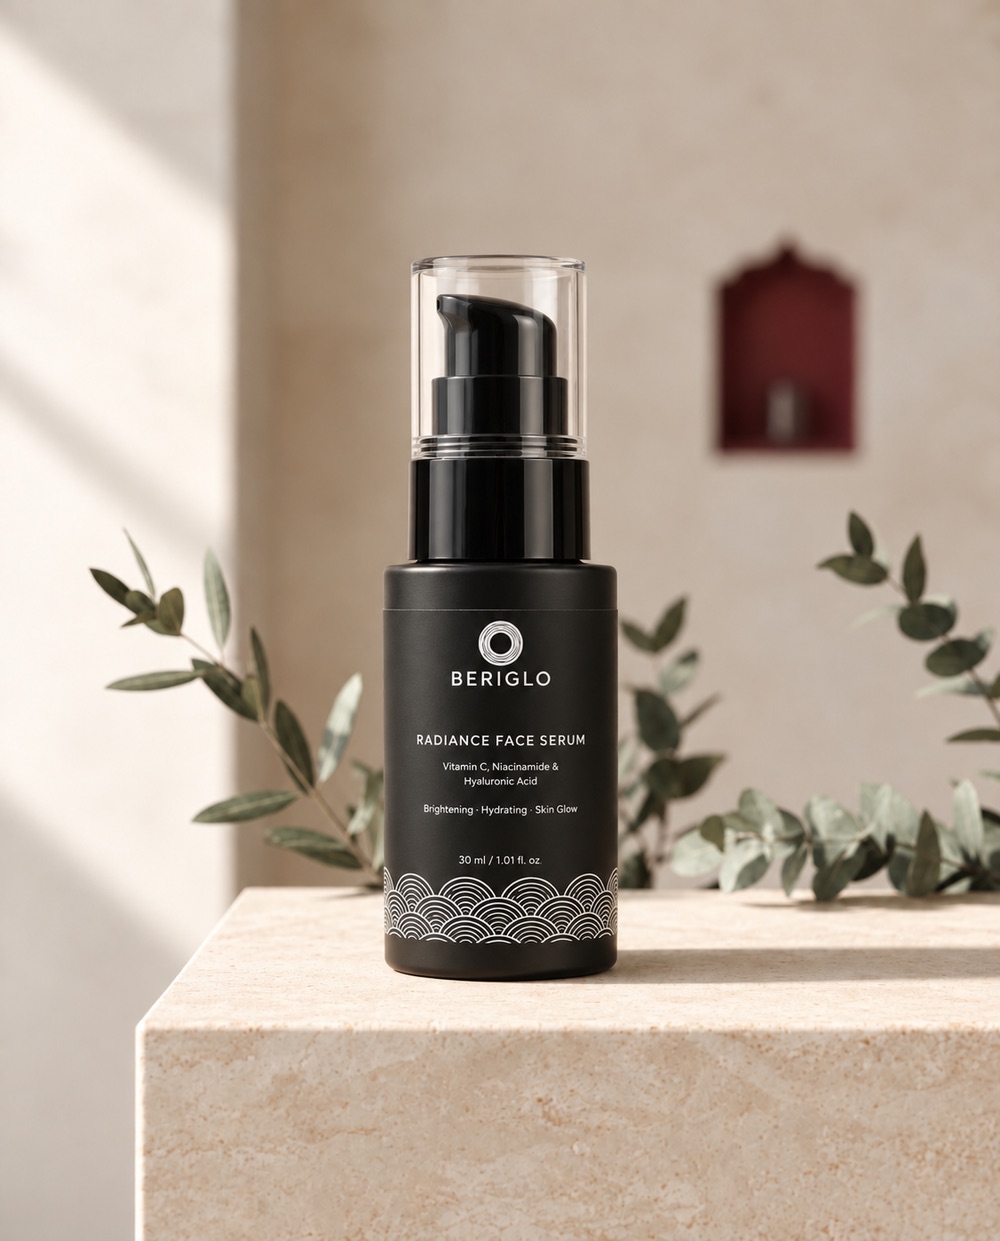 BERIGLO
RADIANCE FACE SERUM
Vitamin C, Niacinamide &
Hyaluronic Acid
Brightening · Hydrating · Skin Glow
30 ml / 1.01 fl. oz.